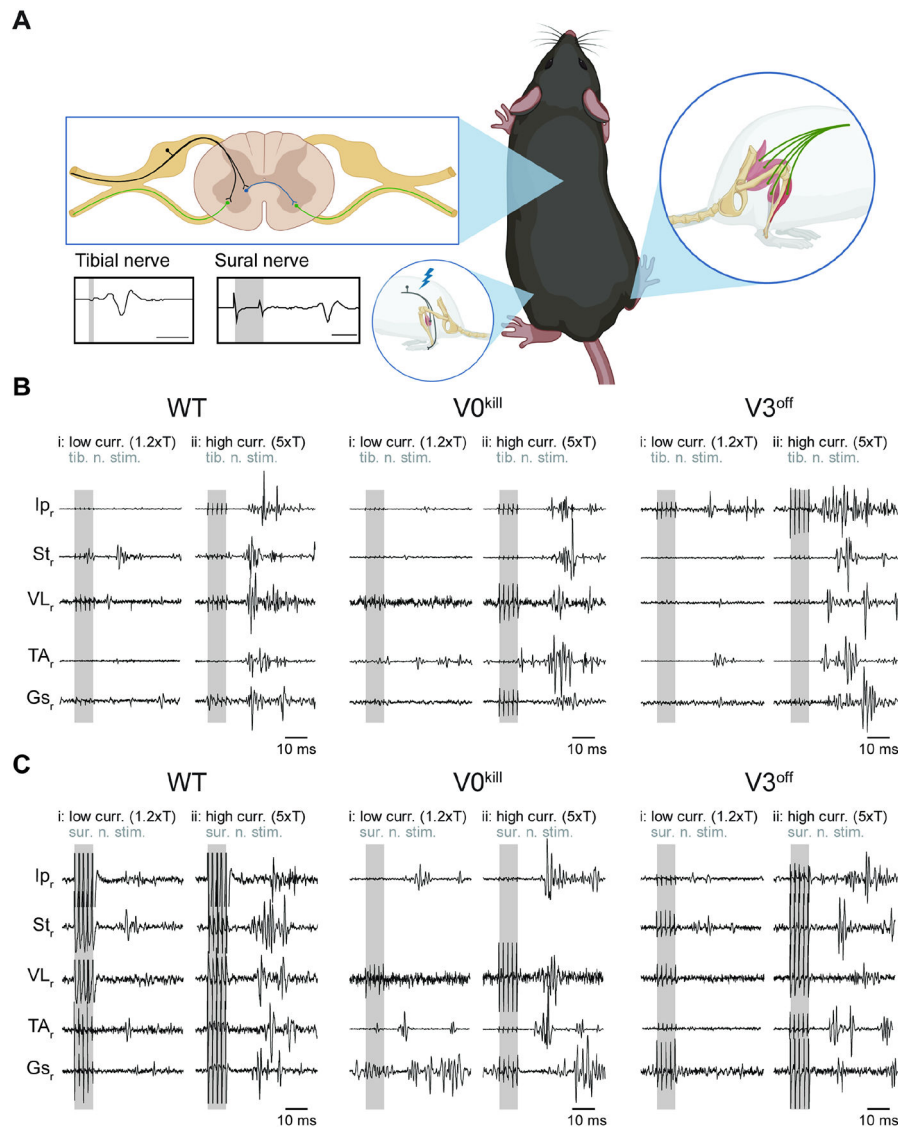 A
Tibial nerve
Sural nerve
B
WT V0kill V3off
i: low curr. (1.2xT) ii: high curr. (5xT) i: low curr. (1.2xT) ii: high curr. (5xT) i: low curr. (1.2xT) ii: high curr. (5xT)
tib. n. stim. tib. n. stim. tib. n. stim. tib. n. stim. tib. n. stim. tib. n. stim.
Ipr
Str
VLr
TAr
Gsr
10 ms 10 ms 10 ms
C
WT V0kill V3off
i: low curr. (1.2xT) ii: high curr. (5xT) i: low curr. (1.2xT) ii: high curr. (5xT) i: low curr. (1.2xT) ii: high curr. (5xT)
sur. n. stim. sur. n. stim. sur. n. stim. sur. n. stim. sur. n. stim. sur. n. stim.
Ipr
Str
VLr
TAr
Gsr
10 ms 10 ms 10 ms